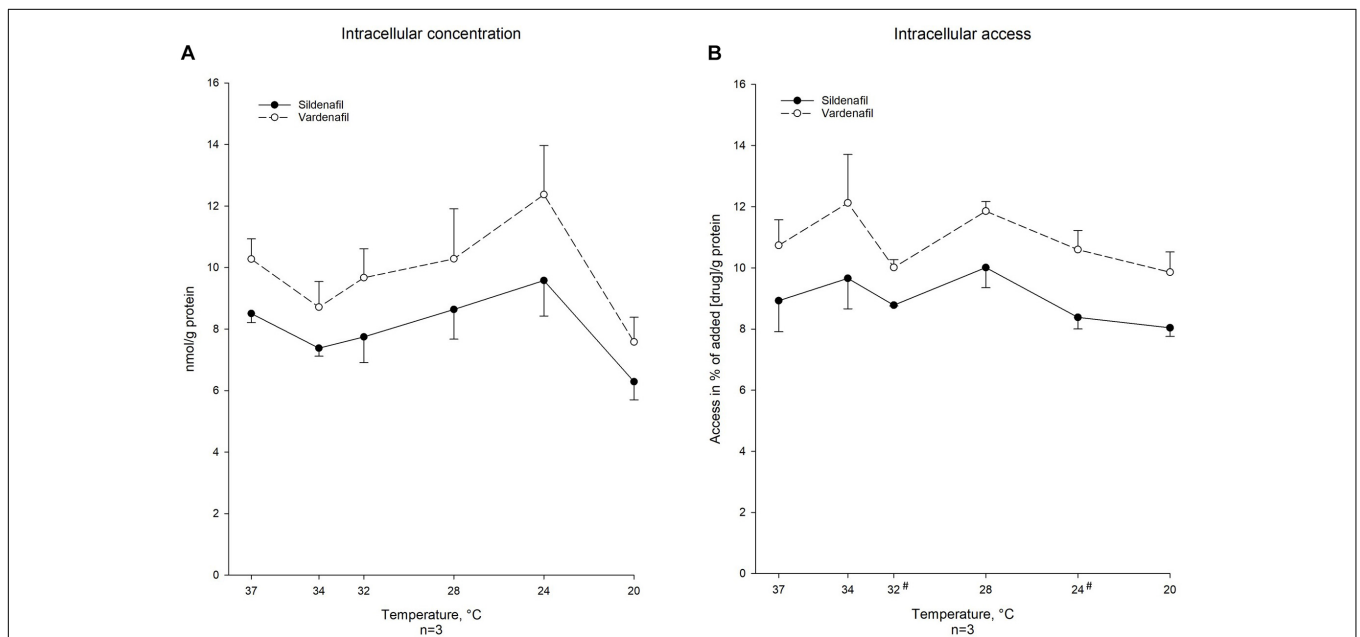 Intracellular concentration
A
16
14
12
10
8
6
4
2
0
nmol/g protein
Sildenafil
Vardenafil
37 34 32 28 24 20
Temperature, °C
n=3
Intracellular access
B
16
14
12
10
8
6
4
2
0
Access in % of added [drug]/g protein
Sildenafil
Vardenafil
37 34 32 # 28 24 # 20
Temperature, °C
n=3